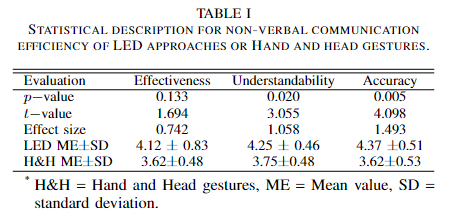 TABLE I
STATISTICAL DESCRIPTION FOR NON-VERBAL COMMUNICATION
EFFICIENCY OF LED APPROACHES OR HAND AND HEAD GESTURES.
Evaluation Effectiveness Understandability Accuracy
p−value 0.133 0.020 0.005
t−value 1.694 3.055 4.098
Effect size 0.742 1.058 1.493
LED ME±SD 4.12 ± 0.83 4.25 ± 0.46 4.37 ±0.51
H&H ME±SD 3.62±0.48 3.75±0.48 3.62±0.53
* H&H = Hand and Head gestures, ME = Mean value, SD =
standard deviation.